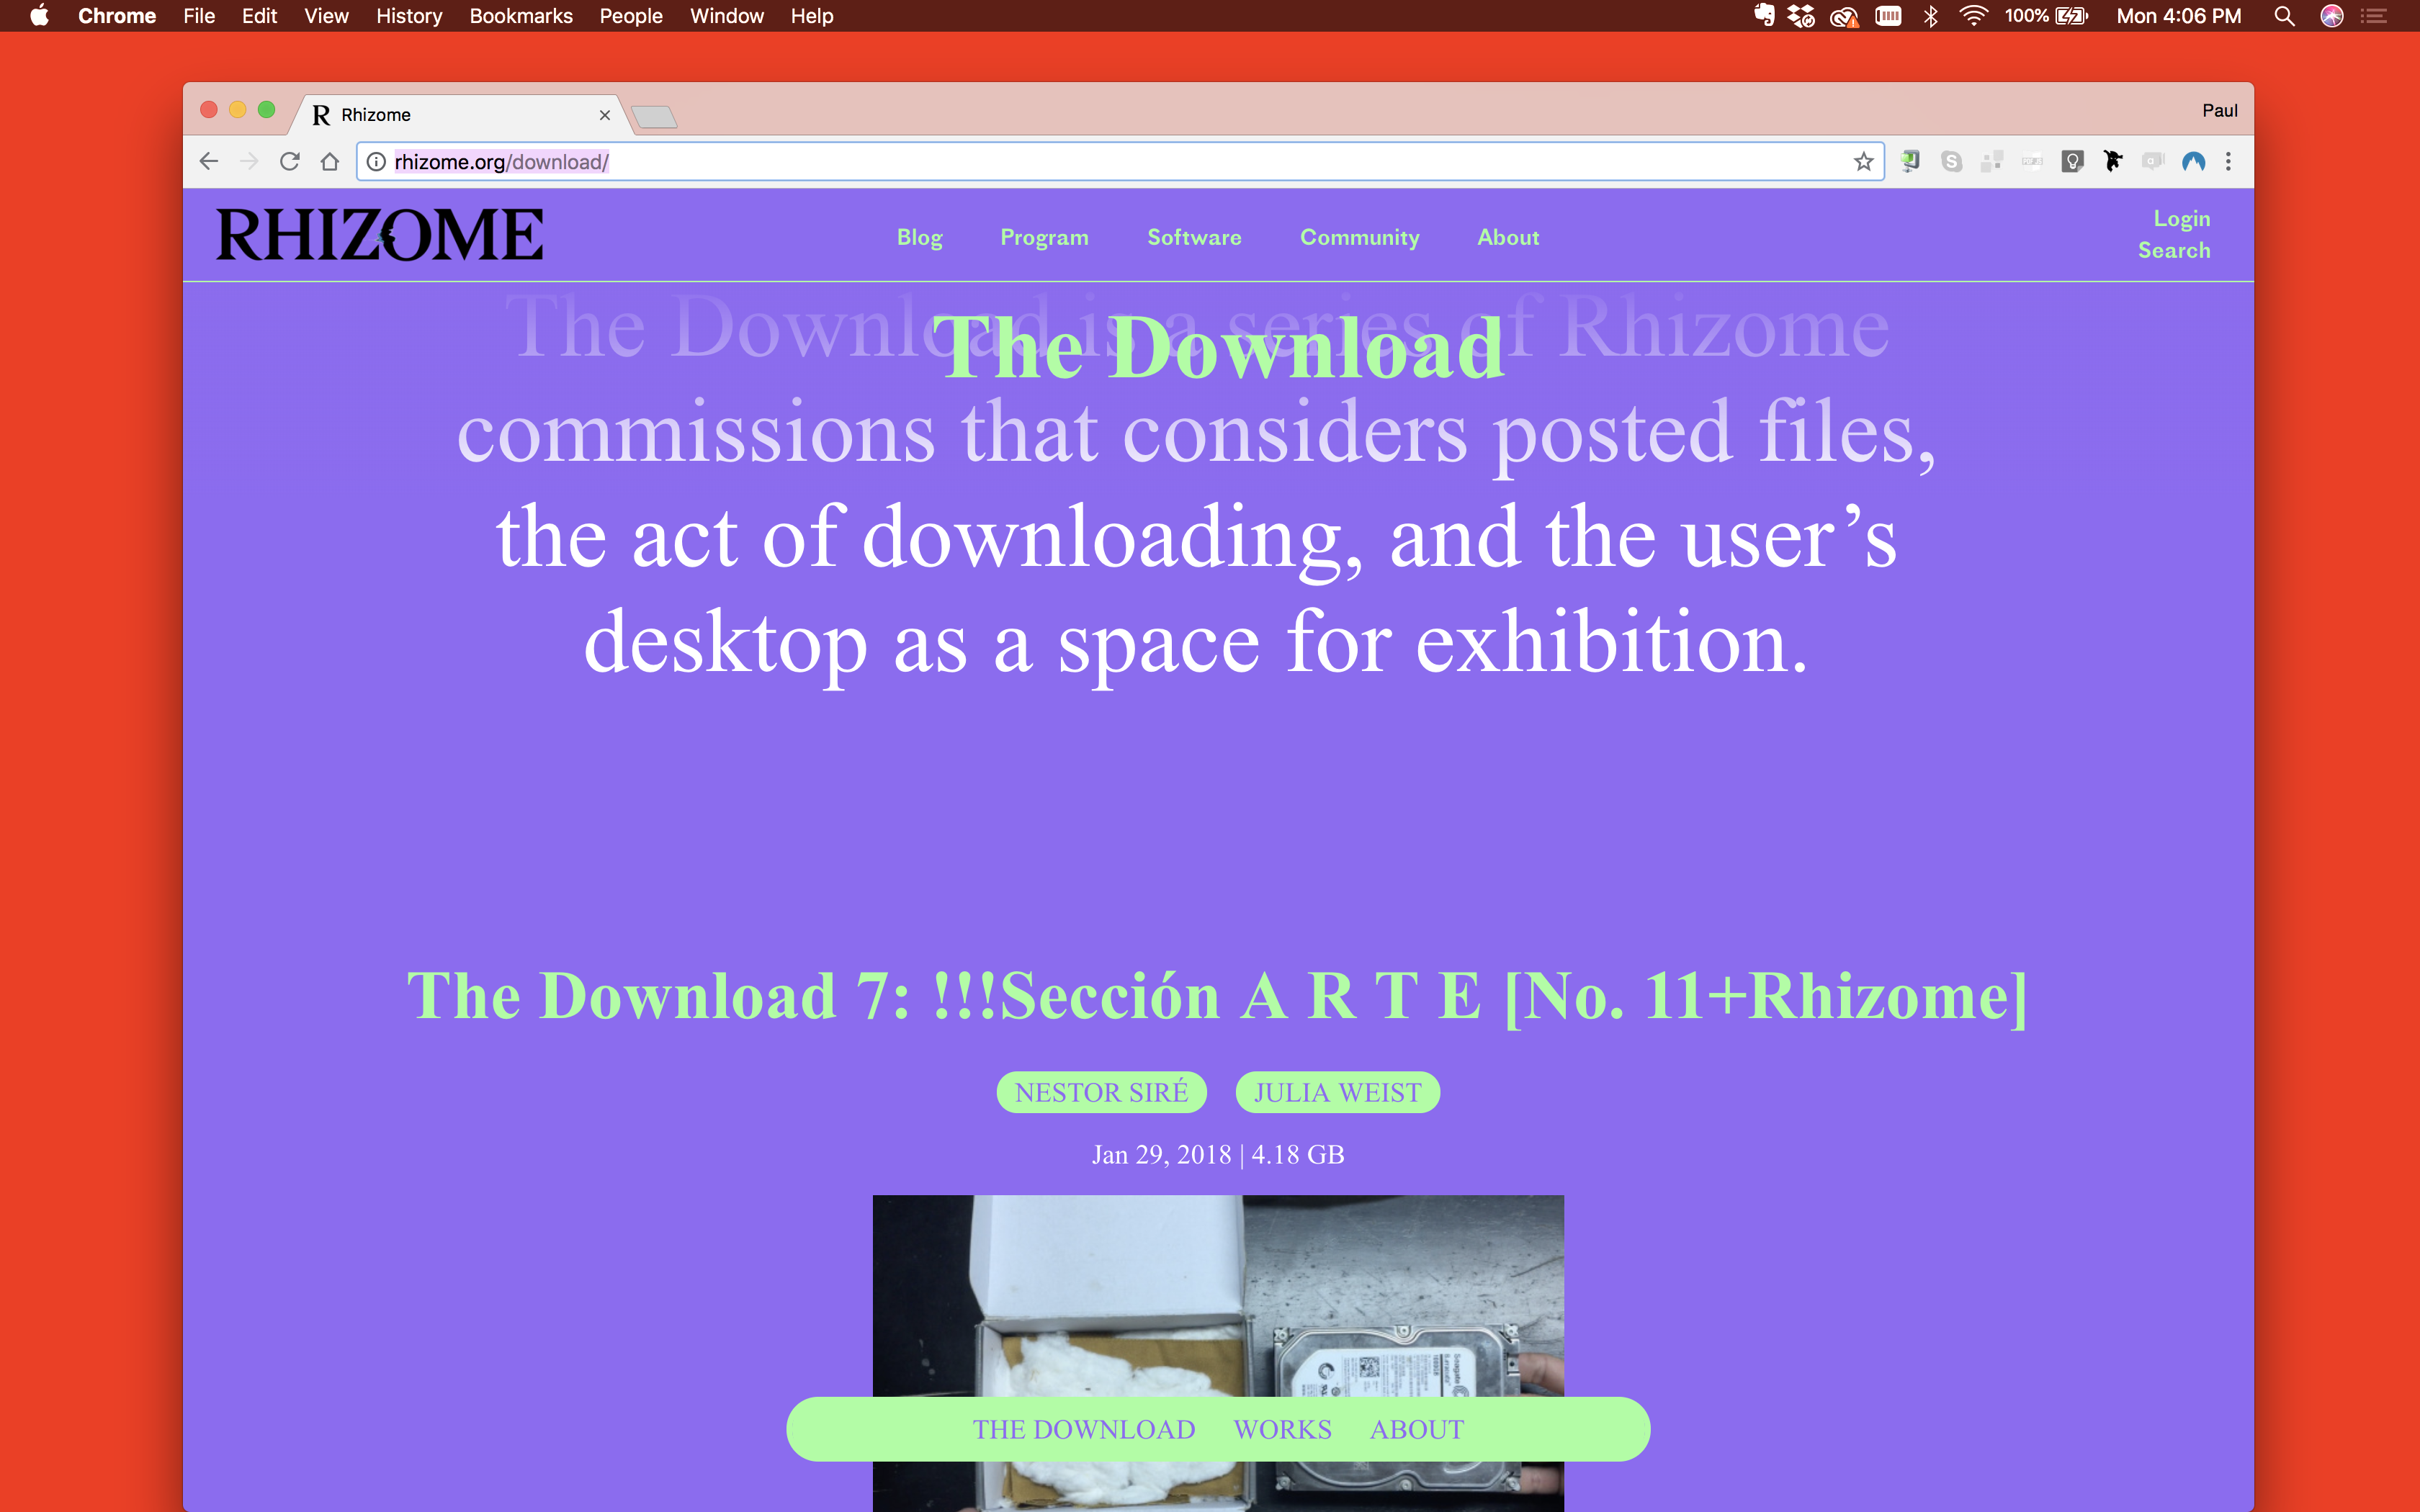 Chrome File Edit View History Bookmarks People Window Help 100% Mon 4:06 PM
R Rhizome Paul
rhizome.org/download/
RHIZOME Blog Program Software Community About Login
Search
The Download is a series of Rhizome
The Download
commissions that considers posted files,
the act of downloading, and the user’s
desktop as a space for exhibition.
The Download 7: !!!Sección A R T E [No. 11+Rhizome]
NESTOR SIRÉ JULIA WEIST
Jan 29, 2018 | 4.18 GB
Seagate
THE DOWNLOAD WORKS ABOUT